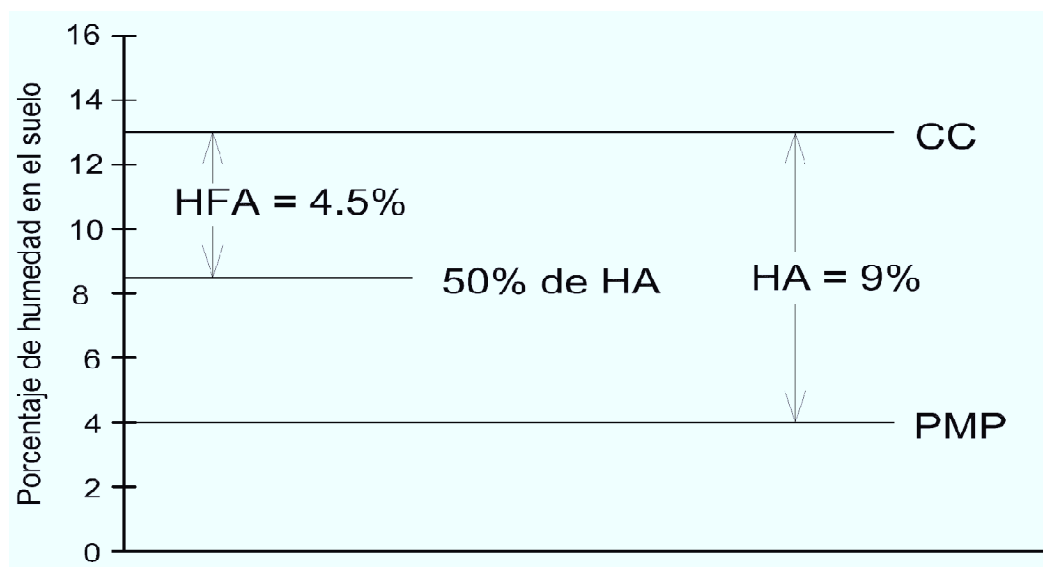 Porcentaje de humedad en el suelo
16
14
CC
12
HFA = 4.5%
10
50% de HA
HA = 9%
8
6
4
PMP
2
0